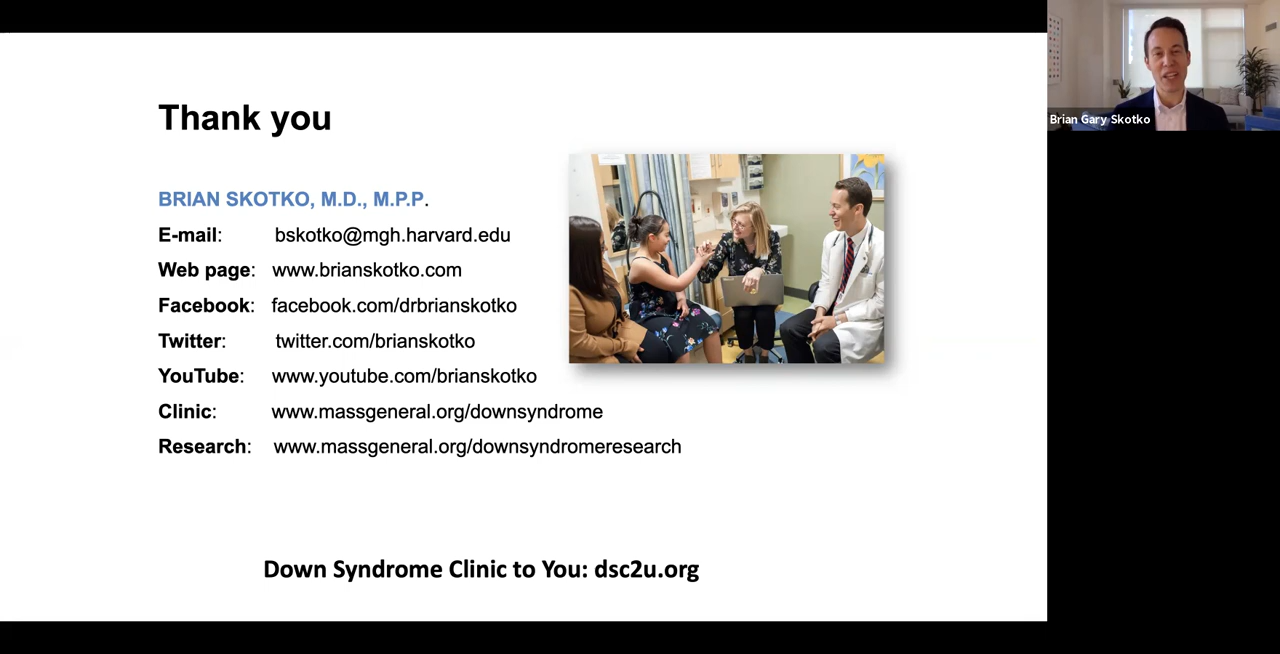 Thank you
BRIAN SKOTKO, M.D., M.P.P.
E-mail: bskotko@mgh.harvard.edu
Web page: www.brianskotko.com
Facebook: facebook.com/drbrianskotko
Twitter: twitter.com/brianskotko
YouTube: www.youtube.com/brianskotko
Clinic: www.massgeneral.org/downsyndrome
Research: www.massgeneral.org/downsyndromeresearch
Down Syndrome Clinic to You: dsc2u.org
Brian Gary Skotko